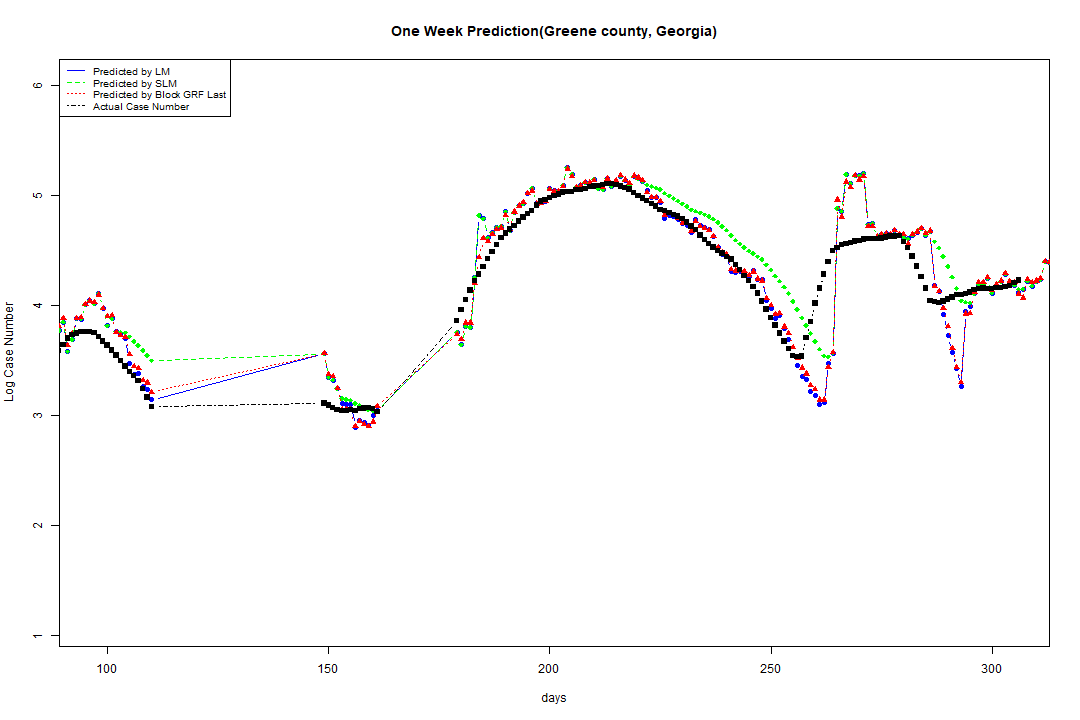 One Week Prediction(Greene county, Georgia)
Predicted by LM
Predicted by SLM
Predicted by Block GRF Last
Actual Case Number
6
5
4
3
2
1
Log Case Number
100 150 200 250 300
days